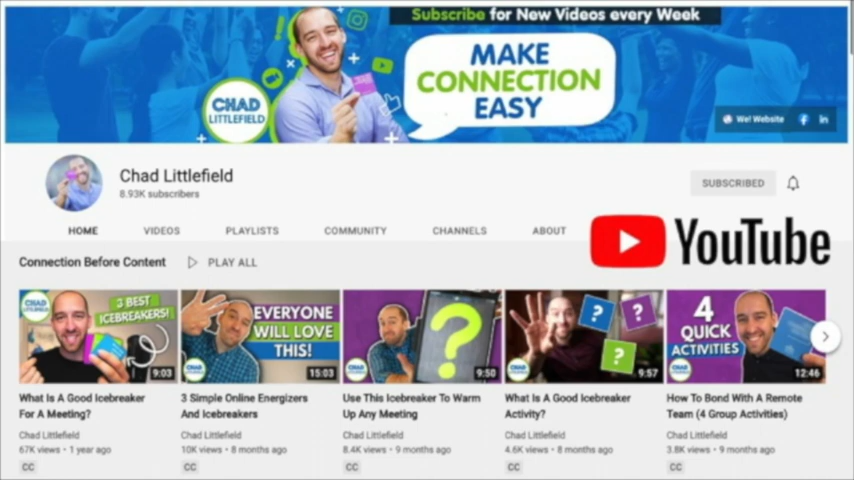 Subscribe for New Videos every Week
MAKE
CONNECTION
EASY
CHAD
LITTLEFIELD
We! Website
Chad Littlefield
8.93K subscribers
SUBSCRIBED
HOME VIDEOS PLAYLISTS COMMUNITY CHANNELS ABOUT
YouTube
Connection Before Content PLAY ALL
CHAD
LITTLEFIELD
3 BEST
ICEBREAKERS!
9:03
EVERYONE
WILL LOVE
THIS!
15:03
?
9:50
? ? ?
9:57
4
QUICK
ACTIVITIES
12:46
What Is A Good Icebreaker
For A Meeting?
Chad Littlefield
67K views • 1 year ago
CC
3 Simple Online Energizers
And Icebreakers
Chad Littlefield
10K views • 8 months ago
CC
Use This Icebreaker To Warm
Up Any Meeting
Chad Littlefield
8.4K views • 9 months ago
CC
What Is A Good Icebreaker
Activity?
Chad Littlefield
4.6K views • 8 months ago
CC
How To Bond With A Remote
Team (4 Group Activities)
Chad Littlefield
3.8K views • 9 months ago
CC